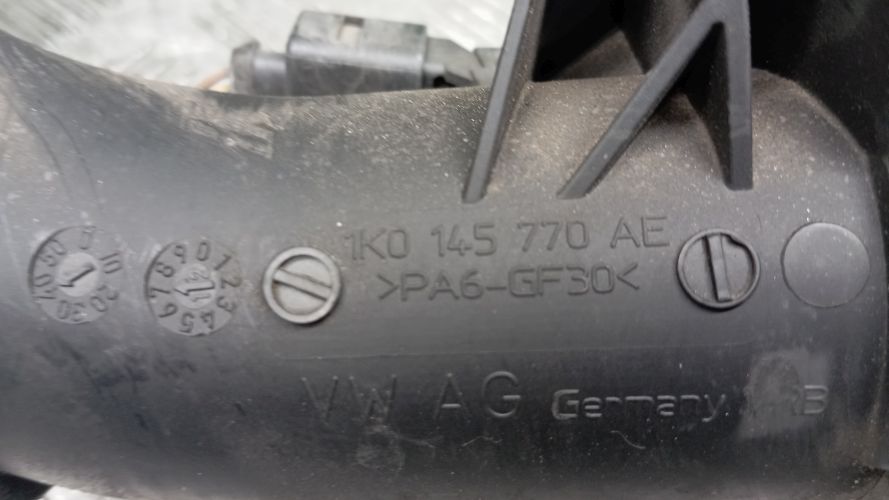 1K0 145 770 AE
>PA6-GF30<
VW AG Germany